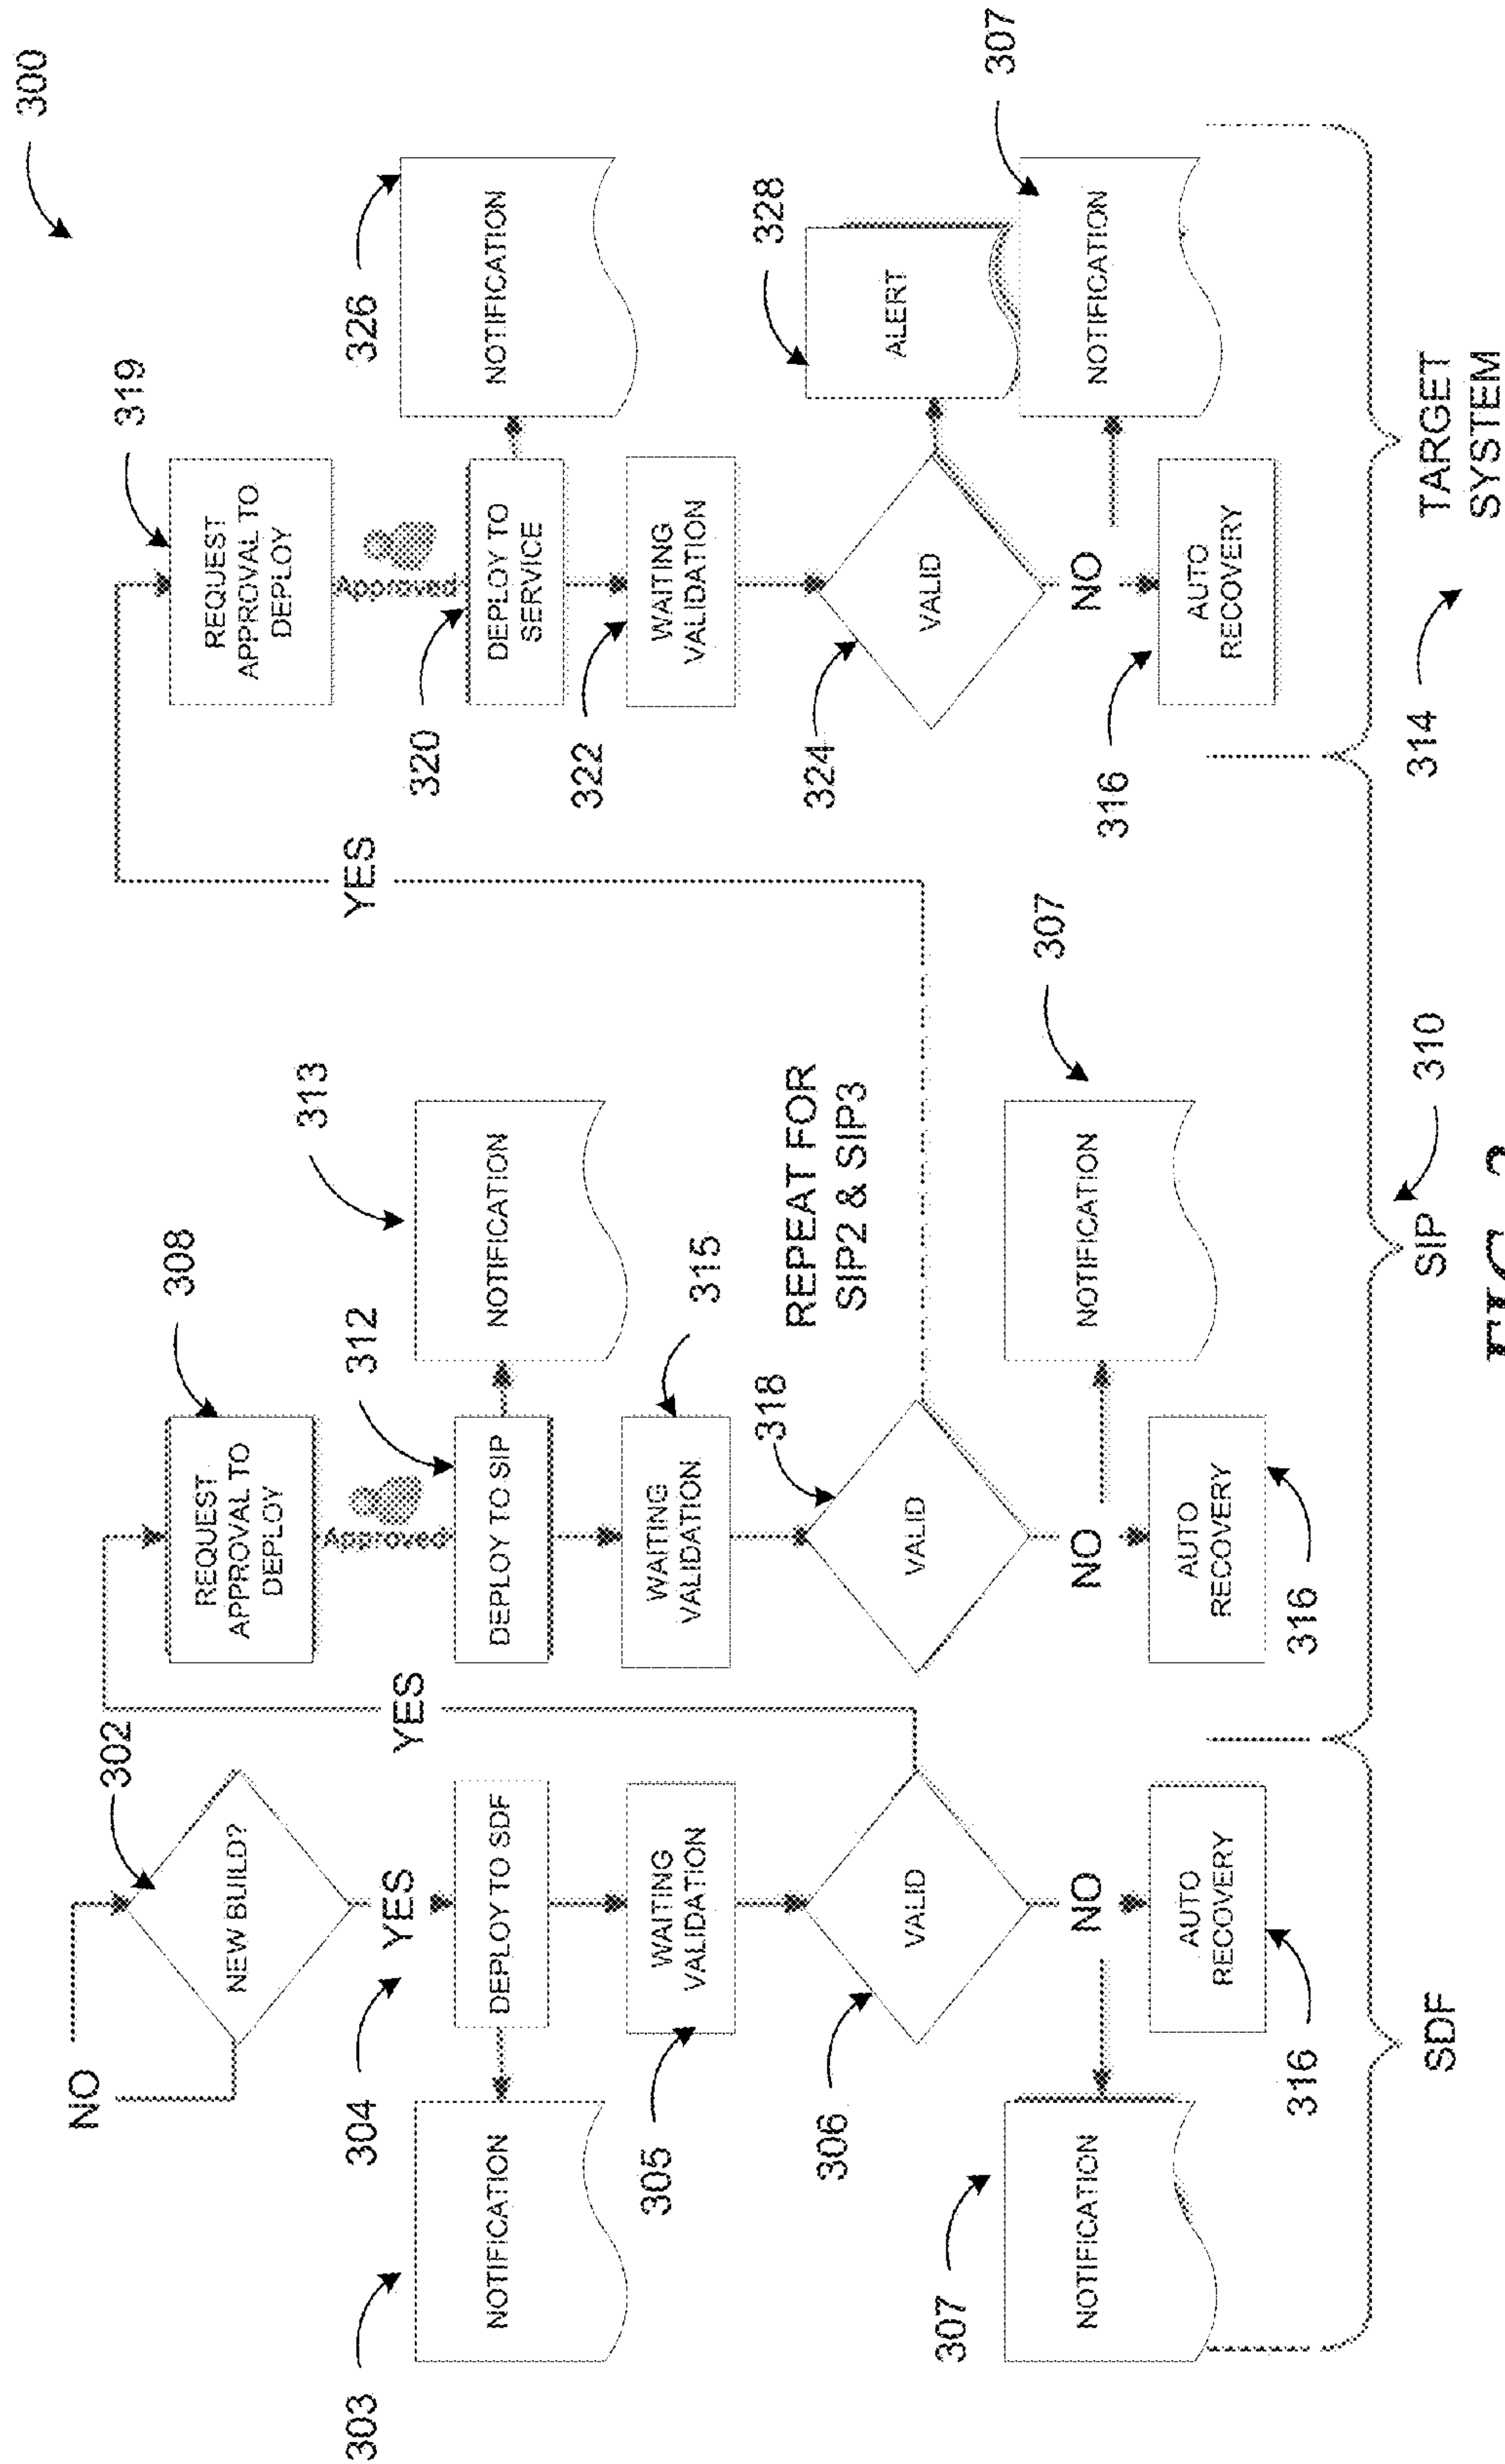 300
NO
302
NEW BUILD?
304
YES
303
NOTIFICATION
DEPLOY TO SDF
305
WAITING
VALIDATION
306
VALID
YES
NO
307
NOTIFICATION
316
AUTO
RECOVERY
SDF
308
REQUEST
APPROVAL TO
DEPLOY
Approved
312
DEPLOY TO SIP
313
NOTIFICATION
315
WAITING
VALIDATION
REPEAT FOR
SIP2 & SIP3
318
VALID
YES
NO
307
NOTIFICATION
316
AUTO
RECOVERY
SIP
310
319
REQUEST
APPROVAL TO
DEPLOY
Approved
320
DEPLOY TO
SERVICE
326
NOTIFICATION
322
WAITING
VALIDATION
324
VALID
328
ALERT
NO
307
NOTIFICATION
316
AUTO
RECOVERY
314
TARGET
SYSTEM